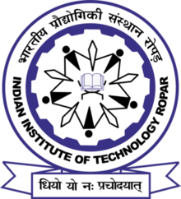 भारतीय प्रौद्योगिकी संस्थान रोपड़
INDIAN INSTITUTE OF TECHNOLOGY ROPAR
धियो यो नः प्रचोदयात्